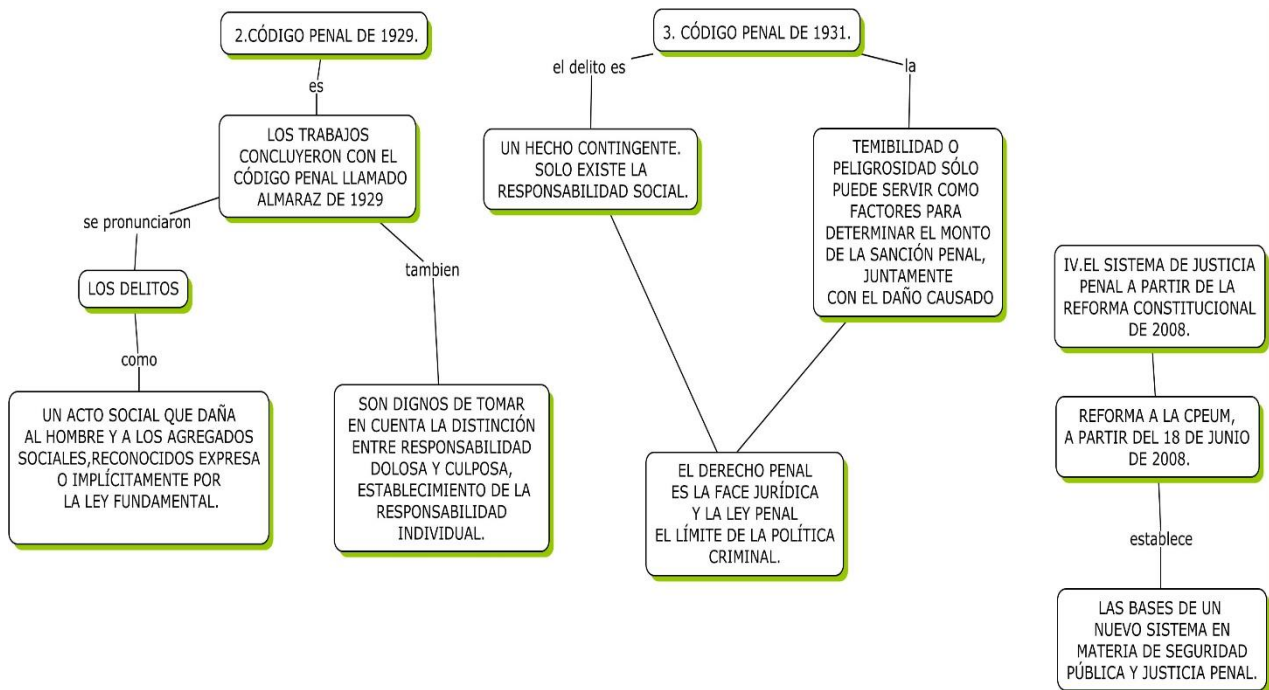 2.CÓDIGO PENAL DE 1929.
es
LOS TRABAJOS
CONCLUYERON CON EL
CÓDIGO PENAL LLAMADO
ALMARAZ DE 1929
se pronunciaron
LOS DELITOS
como
UN ACTO SOCIAL QUE DAÑA
AL HOMBRE Y A LOS AGREGADOS
SOCIALES,RECONOCIDOS EXPRESA
O IMPLÍCITAMENTE POR
LA LEY FUNDAMENTAL.
tambien
SON DIGNOS DE TOMAR
EN CUENTA LA DISTINCIÓN
ENTRE RESPONSABILIDAD
DOLOSA Y CULPOSA,
ESTABLECIMIENTO DE LA
RESPONSABILIDAD
INDIVIDUAL.
3. CÓDIGO PENAL DE 1931.
el delito es
UN HECHO CONTINGENTE.
SOLO EXISTE LA
RESPONSABILIDAD SOCIAL.
la
TEMIBILIDAD O
PELIGROSIDAD SÓLO
PUEDE SERVIR COMO
FACTORES PARA
DETERMINAR EL MONTO
DE LA SANCIÓN PENAL,
JUNTAMENTE
CON EL DAÑO CAUSADO
EL DERECHO PENAL
ES LA FACE JURÍDICA
Y LA LEY PENAL
EL LÍMITE DE LA POLÍTICA
CRIMINAL.
IV.EL SISTEMA DE JUSTICIA
PENAL A PARTIR DE LA
REFORMA CONSTITUCIONAL
DE 2008.
REFORMA A LA CPEUM,
A PARTIR DEL 18 DE JUNIO
DE 2008.
establece
LAS BASES DE UN
NUEVO SISTEMA EN
MATERIA DE SEGURIDAD
PÚBLICA Y JUSTICIA PENAL.